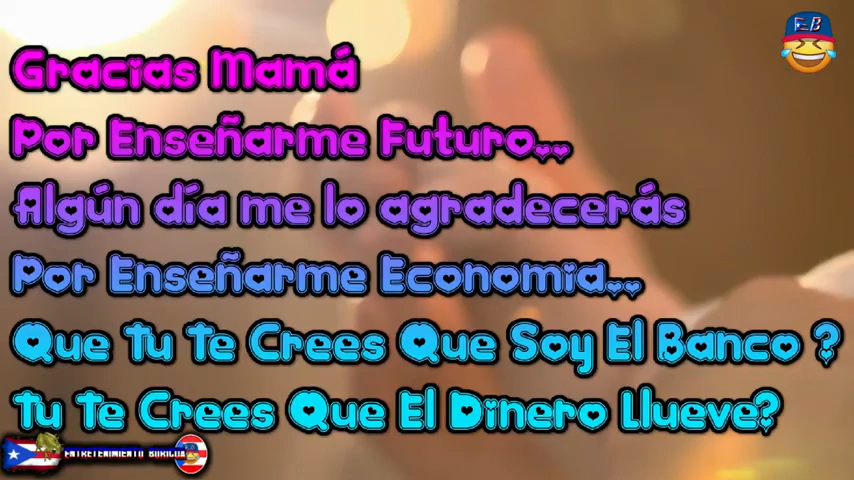 EB
Gracias Mamá
Por Enseñarme Futuro..
Algún día me lo agradecerás
Por Enseñarme Economia..
Que Tu Te Crees Que Soy El Banco ?
Tu Te Crees Que El Dinero Llueve?
ENTRETENIMIENTO BORICUA